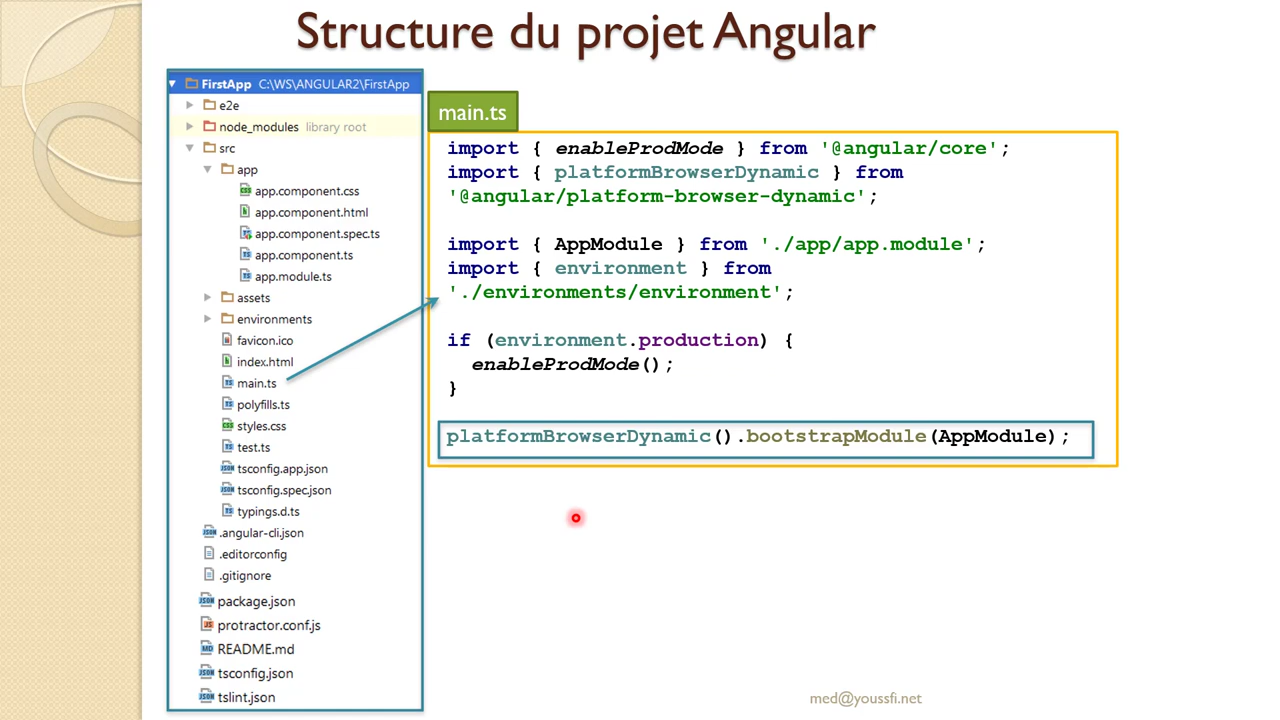 Structure du projet Angular
FirstApp C:\WS\ANGULAR2\FirstApp
e2e
node_modules library root
src
app
app.component.css
app.component.html
app.component.spec.ts
app.component.ts
app.module.ts
assets
environments
favicon.ico
index.html
main.ts
polyfills.ts
styles.css
test.ts
tsconfig.app.json
tsconfig.spec.json
typings.d.ts
.angular-cli.json
.editorconfig
.gitignore
package.json
protractor.conf.js
README.md
tsconfig.json
tslint.json
main.ts
import { enableProdMode } from '@angular/core';
import { platformBrowserDynamic } from
'@angular/platform-browser-dynamic';
import { AppModule } from './app/app.module';
import { environment } from
'./environments/environment';
if (environment.production) {
enableProdMode();
}
platformBrowserDynamic().bootstrapModule(AppModule);
med@youssfi.net